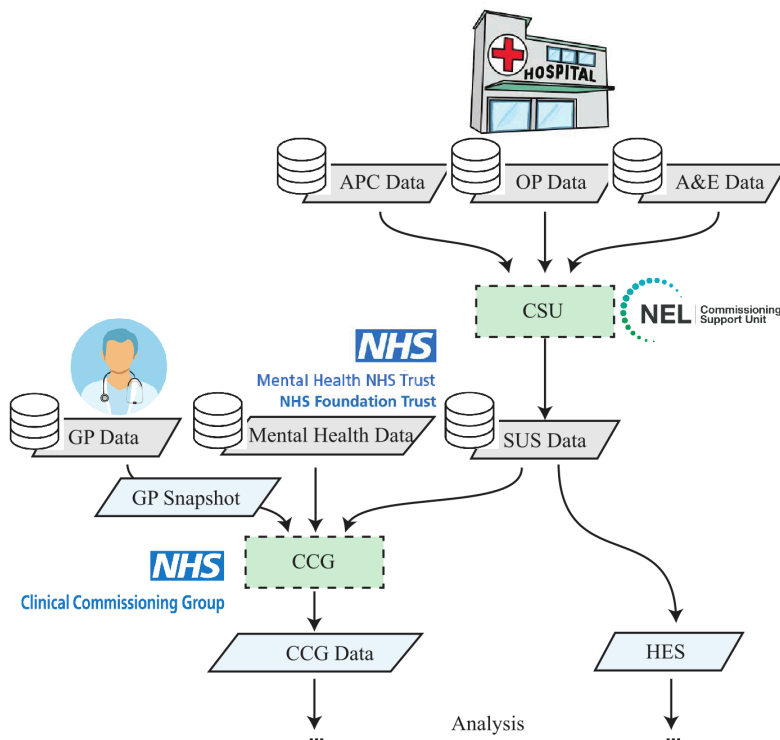 HOSPITAL
APC Data
OP Data
A&E Data
CSU
NEL
Commissioning
Support Unit
NHS
Mental Health NHS Trust
NHS Foundation Trust
GP Data
Mental Health Data
SUS Data
GP Snapshot
NHS
Clinical Commissioning Group
CCG
CCG Data
HES
...
Analysis
...